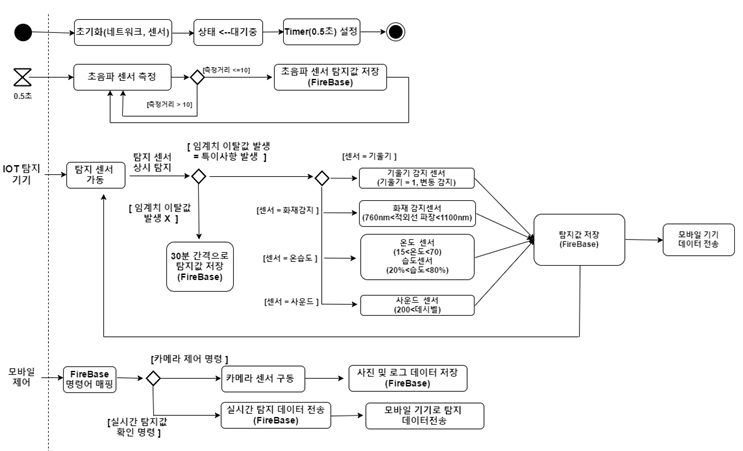 초기화(네트워크, 센서)
상태 <--대기중
Timer(0.5초) 설정
0.5초
초음파 센서 측정
[측정거리 <=10]
[측정거리 > 10]
초음파 센서 탐지값 저장
(FireBase)
IOT 탐지
기기
탐지 센서
가동
탐지 센서
상시 탐지
[ 임계치 이탈값 발생
= 특이사항 발생 ]
[ 임계치 이탈값
발생 X ]
30분 간격으로
탐지값 저장
(FireBase)
[센서 = 기울기 ]
기울기 감지 센서
(기울기 = 1, 변동 감지)
[센서 = 화재감지 ]
화재 감지센서
(760nm<적외선 파장<1100nm)
[센서 = 온습도 ]
온도 센서
(15<온도<70)
습도센서
(20%<습도<80%)
[센서 = 사운드 ]
사운드 센서
(200<데시벨)
탐지값 저장
(FireBase)
모바일 기기
데이터 전송
모바일
제어
FireBase
명령어 매핑
[카메라 제어 명령 ]
카메라 센서 구동
사진 및 로그 데이터 저장
(FireBase)
[실시간 탐지값
확인 명령 ]
실시간 탐지 데이터 전송
(FireBase)
모바일 기기로 탐지
데이터전송